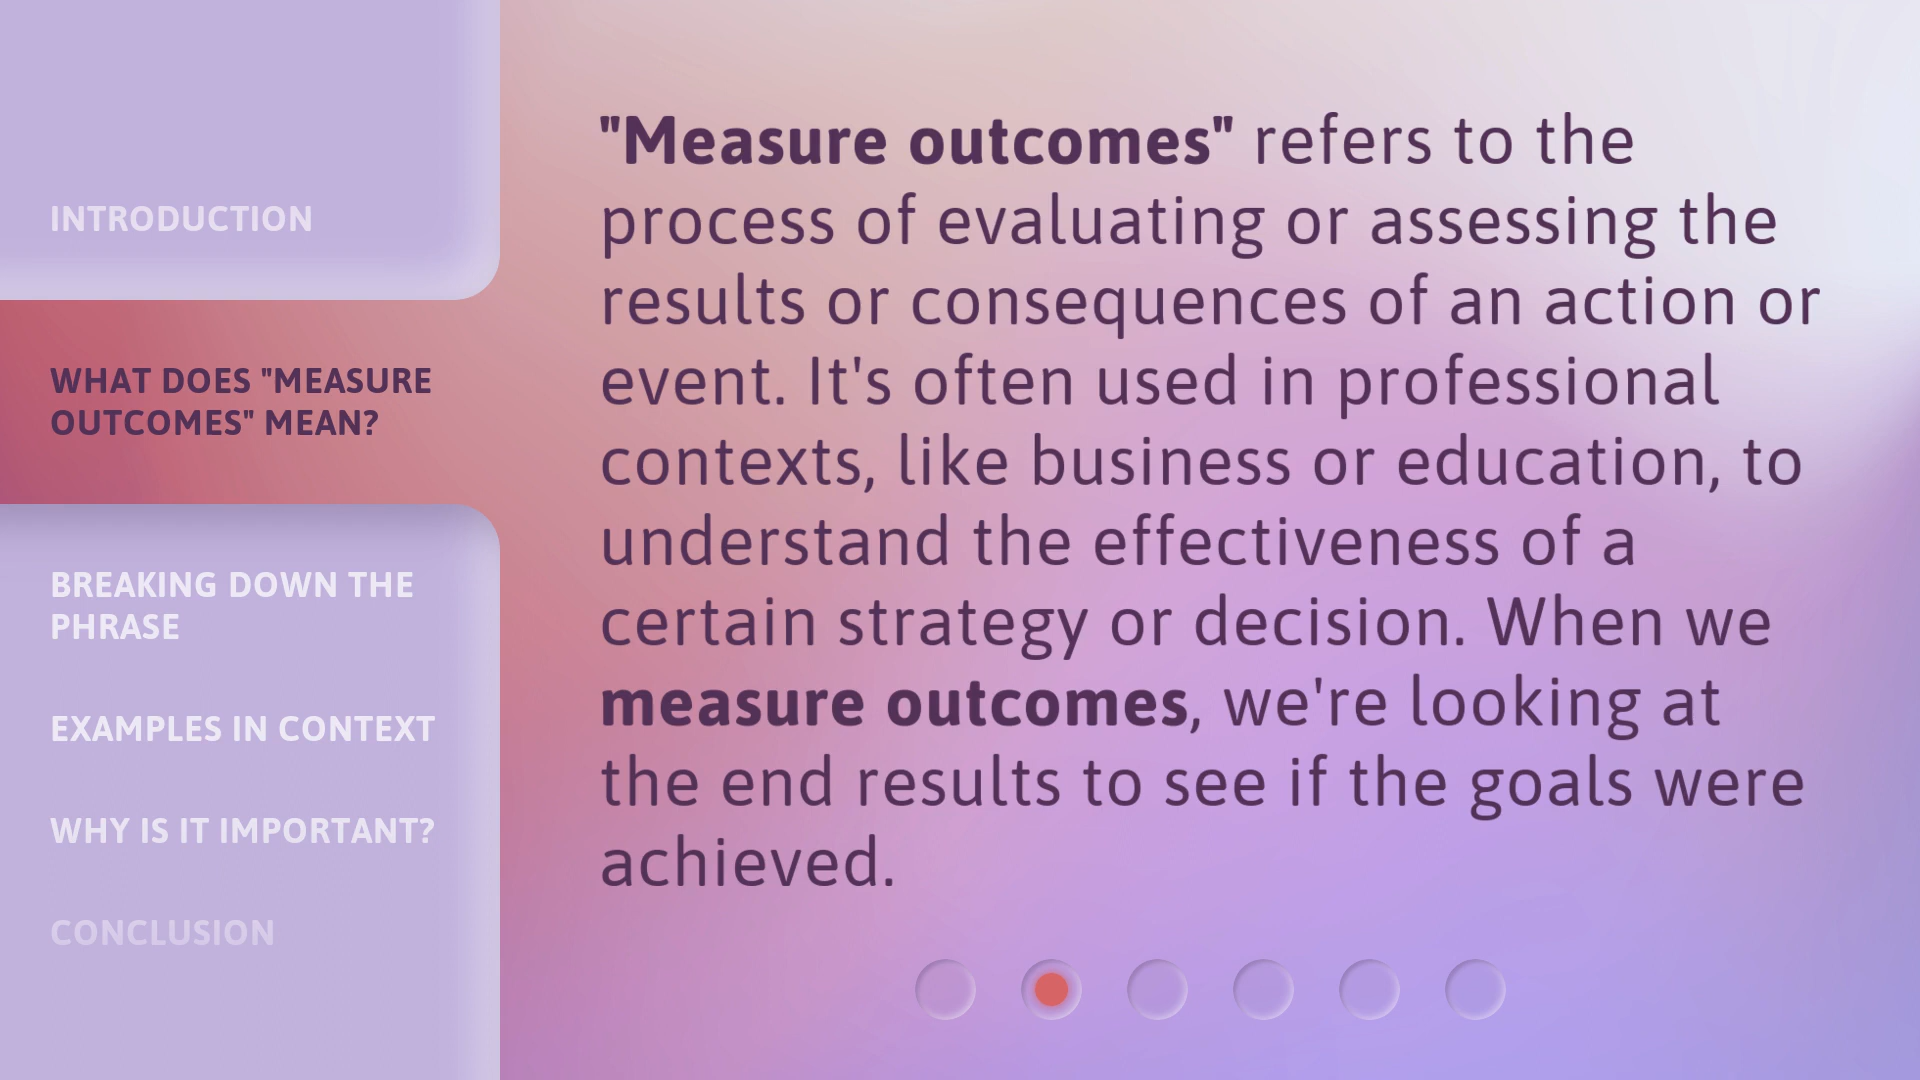 INTRODUCTION
WHAT DOES "MEASURE
OUTCOMES" MEAN?
BREAKING DOWN THE
PHRASE
EXAMPLES IN CONTEXT
WHY IS IT IMPORTANT?
CONCLUSION
"Measure outcomes" refers to the
process of evaluating or assessing the
results or consequences of an action or
event. It's often used in professional
contexts, like business or education, to
understand the effectiveness of a
certain strategy or decision. When we
measure outcomes, we're looking at
the end results to see if the goals were
achieved.